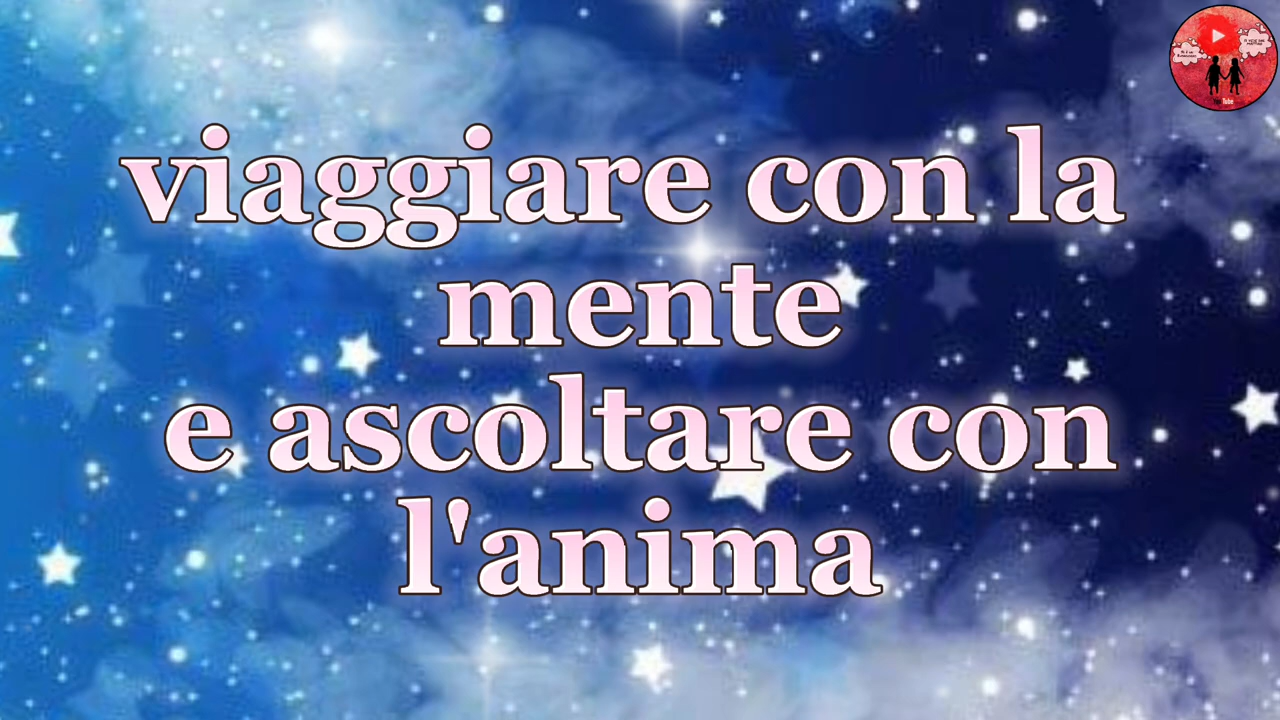 viaggiare con la
mente
e ascoltare con
l'anima